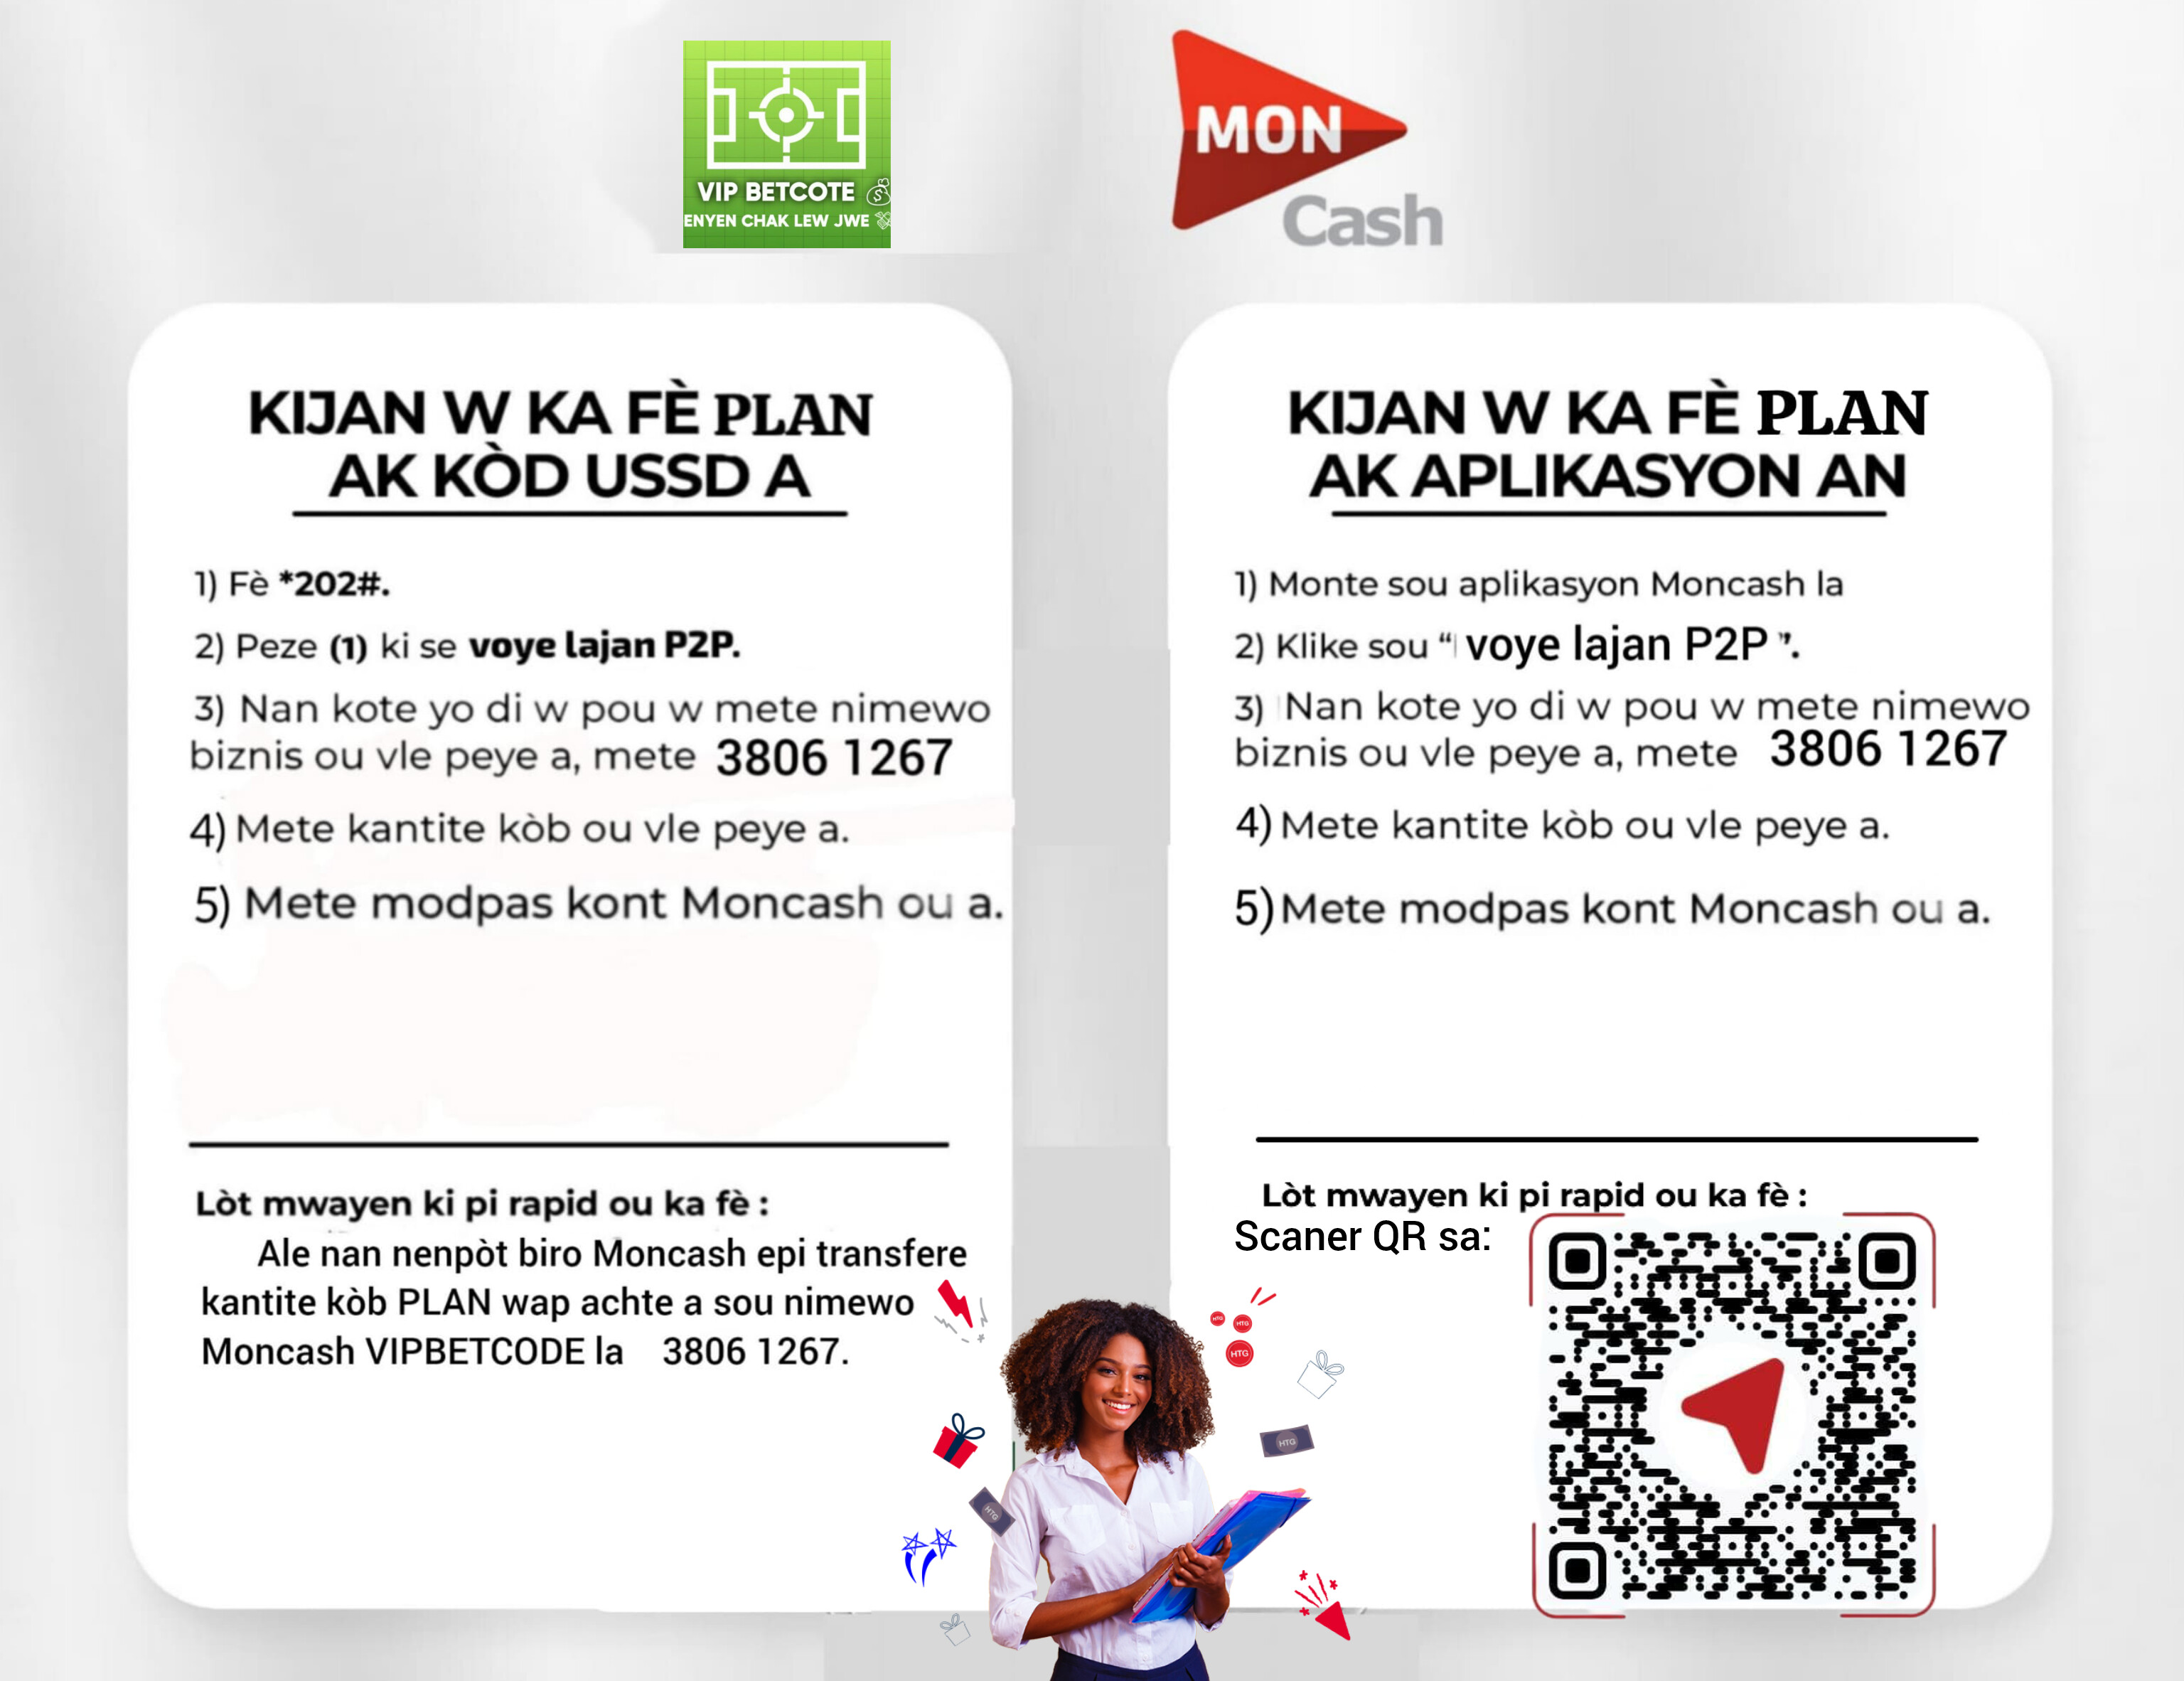 VIP BETCOTE
ENYEN CHAK LEW JWE
MON
Cash
KIJAN W KA FÈ PLAN
AK KÒD USSD A
1) Fè *202#.
2) Peze (1) ki se voye lajan P2P.
3) Nan kote yo di w pou w mete nimewo
biznis ou vle peye a, mete 3806 1267
4) Mete kantite kòb ou vle peye a.
5) Mete modpas kont Moncash ou a.
Lòt mwayen ki pi rapid ou ka fè :
Ale nan nenpòt biro Moncash epi transfere
kantite kòb PLAN wap achte a sou nimewo
Moncash VIPBETCODE la 3806 1267.
KIJAN W KA FÈ PLAN
AK APLIKASYON AN
1) Monte sou aplikasyon Moncash la
2) Klike sou “ voye lajan P2P ”.
3) Nan kote yo di w pou w mete nimewo
biznis ou vle peye a, mete 3806 1267
4) Mete kantite kòb ou vle peye a.
5) Mete modpas kont Moncash ou a.
Lòt mwayen ki pi rapid ou ka fè :
Scaner QR sa:
HTG
HTG
HTG
HTG
HTG